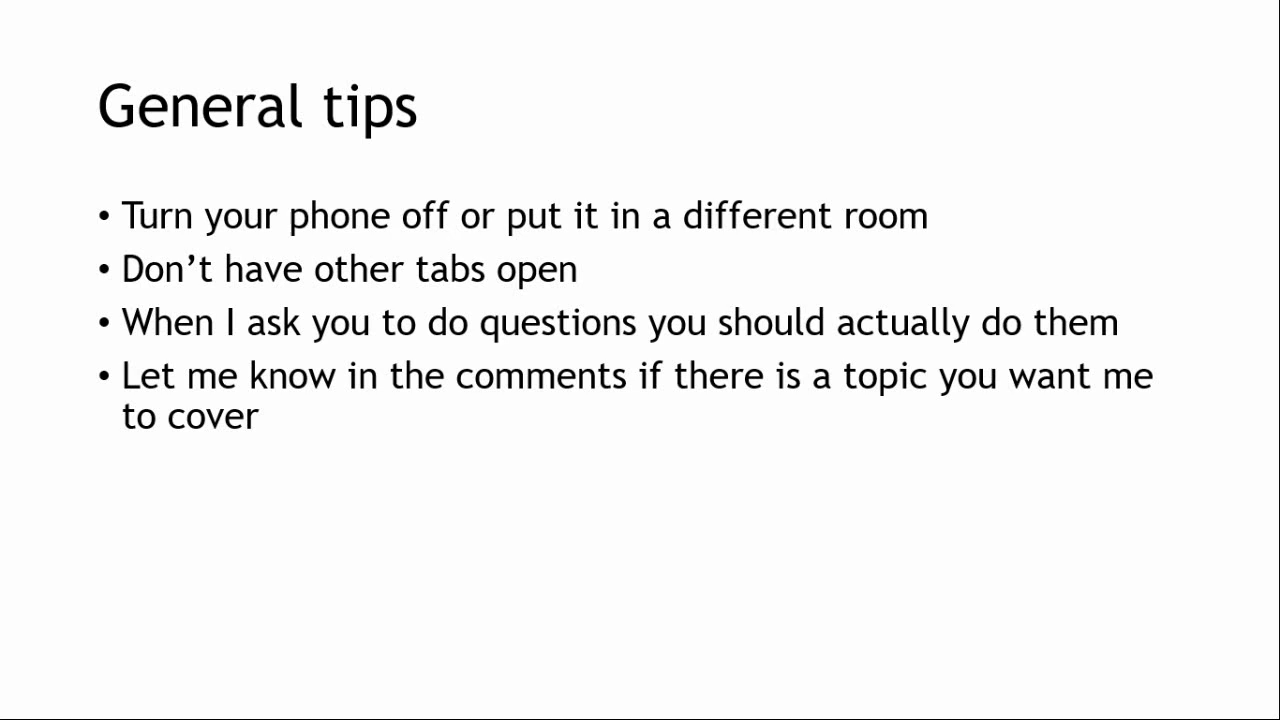 General tips
• Turn your phone off or put it in a different room
• Don’t have other tabs open
• When I ask you to do questions you should actually do them
• Let me know in the comments if there is a topic you want me
to cover